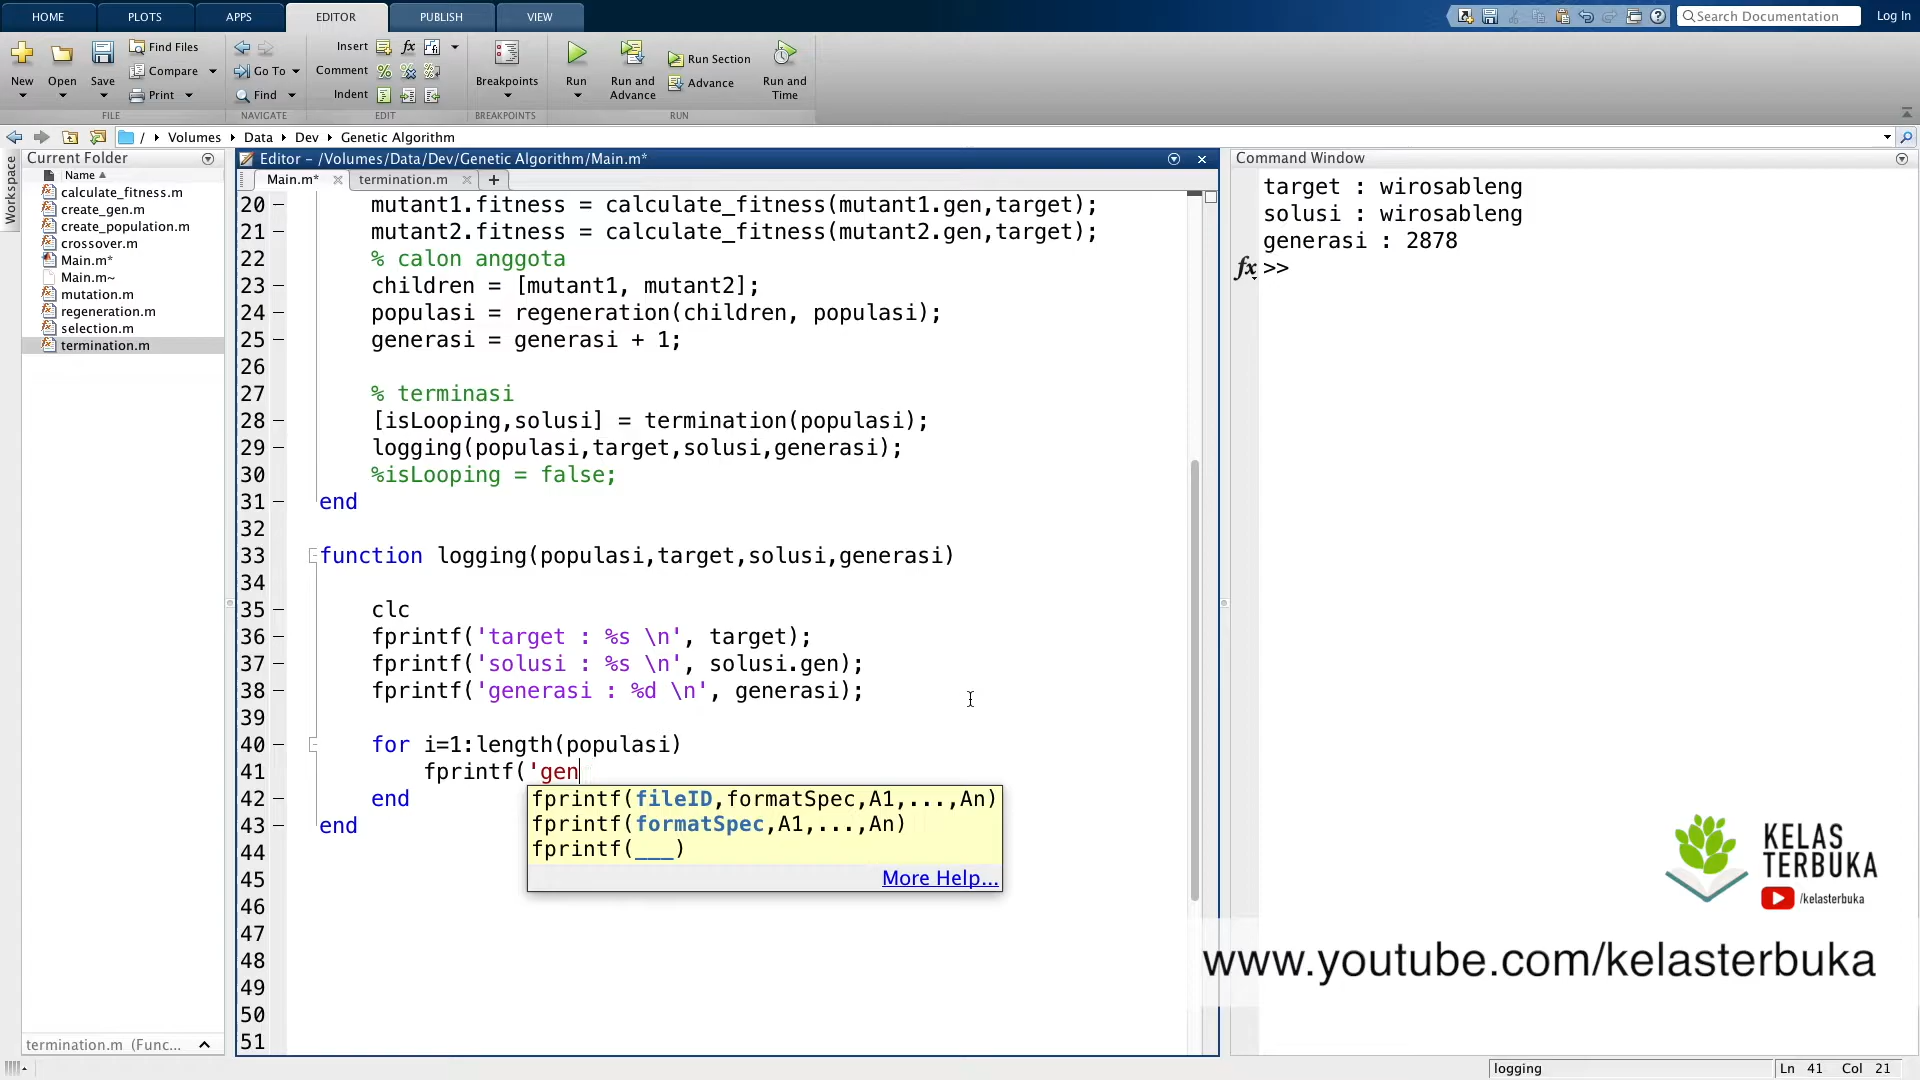 HOME PLOTS APPS EDITOR PUBLISH VIEW Search Documentation Log In
New Open Save Find Files Compare Print Go To Find Insert fx Comment Indent Breakpoints Run Run and Advance Run Section Advance Run and Time
FILE NAVIGATE EDIT BREAKPOINTS RUN
/ Volumes Data Dev Genetic Algorithm
Workspace
Current Folder
Name
calculate_fitness.m
create_gen.m
create_population.m
crossover.m
Main.m*
Main.m~
mutation.m
regeneration.m
selection.m
termination.m
termination.m (Func...
Editor - /Volumes/Data/Dev/Genetic Algorithm/Main.m*
Main.m* termination.m
20 mutant1.fitness = calculate_fitness(mutant1.gen,target);
21 mutant2.fitness = calculate_fitness(mutant2.gen,target);
22 % calon anggota
23 children = [mutant1, mutant2];
24 populasi = regeneration(children, populasi);
25 generasi = generasi + 1;
26
27 % terminasi
28 [isLooping,solusi] = termination(populasi);
29 logging(populasi,target,solusi,generasi);
30 %isLooping = false;
31 end
32
33 function logging(populasi,target,solusi,generasi)
34
35 clc
36 fprintf('target : %s \n', target);
37 fprintf('solusi : %s \n', solusi.gen);
38 fprintf('generasi : %d \n', generasi);
39
40 for i=1:length(populasi)
41 fprintf('gen
42 end
43 end
44
45
46
47
48
49
50
51
fprintf(fileID,formatSpec,A1,...,An)
fprintf(formatSpec,A1,...,An)
fprintf(___)
More Help...
Command Window
target : wirosableng
solusi : wirosableng
generasi : 2878
fx >>
KELAS
TERBUKA
/kelasterbuka
www.youtube.com/kelasterbuka
logging Ln 41 Col 21